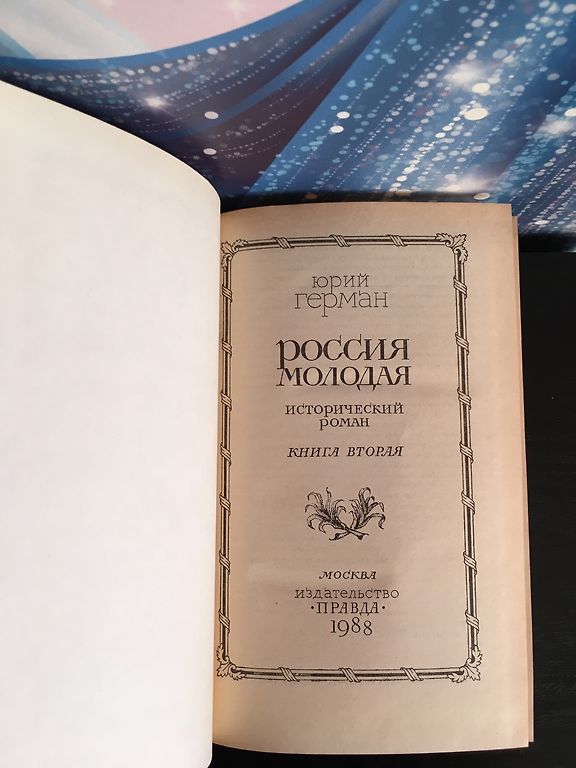 ЮРИЙ
ГЕРМАН
РОССИЯ
МОЛОДАЯ
ИСТОРИЧЕСКИЙ
РОМАН
КНИГА ВТОРАЯ
МОСКВА
ИЗДАТЕЛЬСТВО
·ПРАВДА·
1988